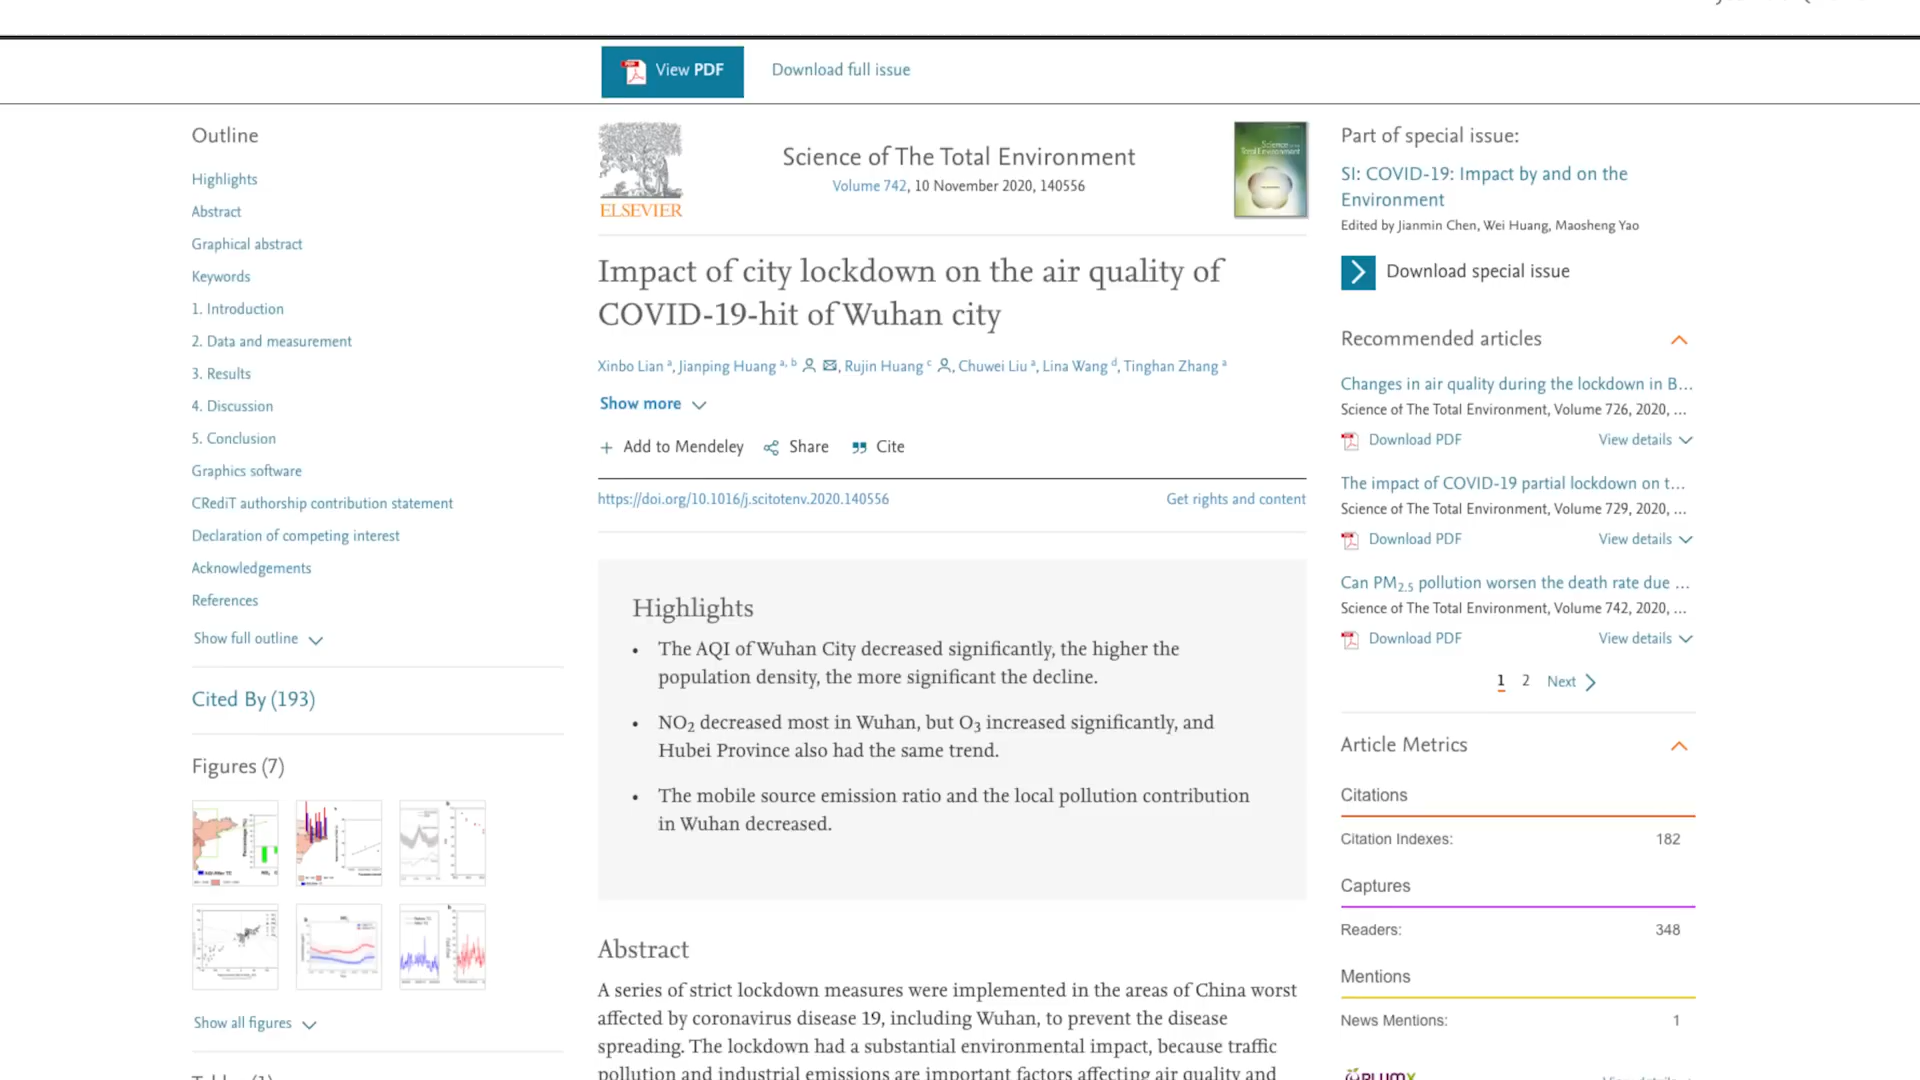 View PDF
Download full issue
Outline
Highlights
Abstract
Graphical abstract
Keywords
1. Introduction
2. Data and measurement
3. Results
4. Discussion
5. Conclusion
Graphics software
CRediT authorship contribution statement
Declaration of competing interest
Acknowledgements
References
Show full outline
Cited By (193)
Figures (7)
Show all figures
ELSEVIER
Science of The Total Environment
Volume 742, 10 November 2020, 140556
Impact of city lockdown on the air quality of
COVID-19-hit of Wuhan city
Xinbo Lian a, Jianping Huang a, b, Rujin Huang c, Chuwei Liu a, Lina Wang d, Tinghan Zhang a
Show more
Add to Mendeley
Share
Cite
https://doi.org/10.1016/j.scitotenv.2020.140556
Get rights and content
Highlights
• The AQI of Wuhan City decreased significantly, the higher the
population density, the more significant the decline.
• NO2 decreased most in Wuhan, but O3 increased significantly, and
Hubei Province also had the same trend.
• The mobile source emission ratio and the local pollution contribution
in Wuhan decreased.
Abstract
A series of strict lockdown measures were implemented in the areas of China worst
affected by coronavirus disease 19, including Wuhan, to prevent the disease
spreading. The lockdown had a substantial environmental impact, because traffic
pollution and industrial emissions are important factors affecting air quality and
Part of special issue:
SI: COVID-19: Impact by and on the
Environment
Edited by Jianmin Chen, Wei Huang, Maosheng Yao
Download special issue
Recommended articles
Changes in air quality during the lockdown in B...
Science of The Total Environment, Volume 726, 2020, ...
Download PDF
View details
The impact of COVID-19 partial lockdown on t...
Science of The Total Environment, Volume 729, 2020, ...
Download PDF
View details
Can PM2.5 pollution worsen the death rate due ...
Science of The Total Environment, Volume 742, 2020, ...
Download PDF
View details
1 2 Next
Article Metrics
Citations
Citation Indexes: 182
Captures
Readers: 348
Mentions
News Mentions: 1